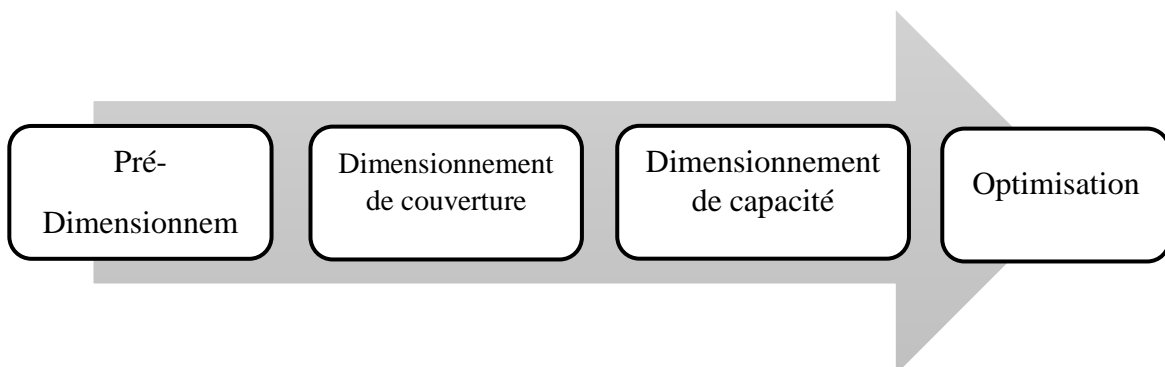 Pré-
Dimensionnem
Dimensionnement
de couverture
Dimensionnement
de capacité
Optimisation